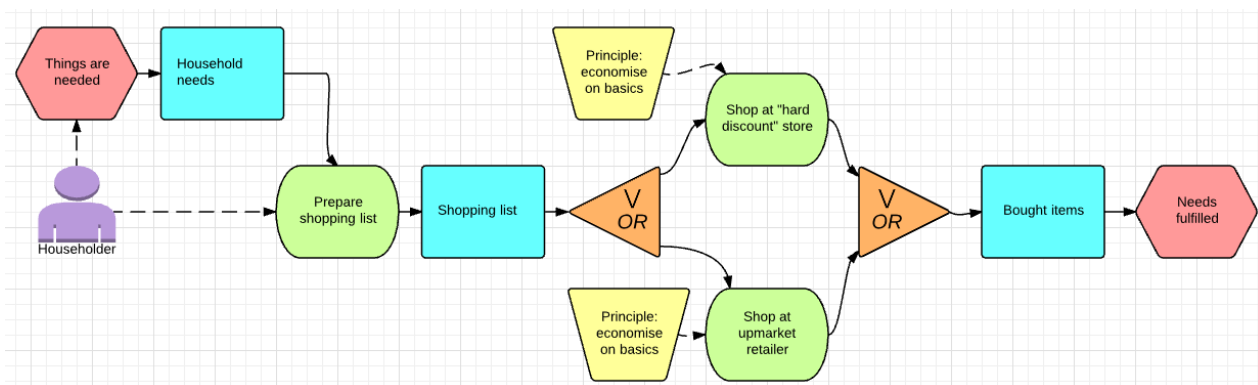 Things are
needed
Household
needs
Householder
Prepare
shopping list
Shopping list
V
OR
Principle:
economise
on basics
Shop at "hard
discount" store
Principle:
economise
on basics
Shop at
upmarket
retailer
V
OR
Bought items
Needs
fulfilled